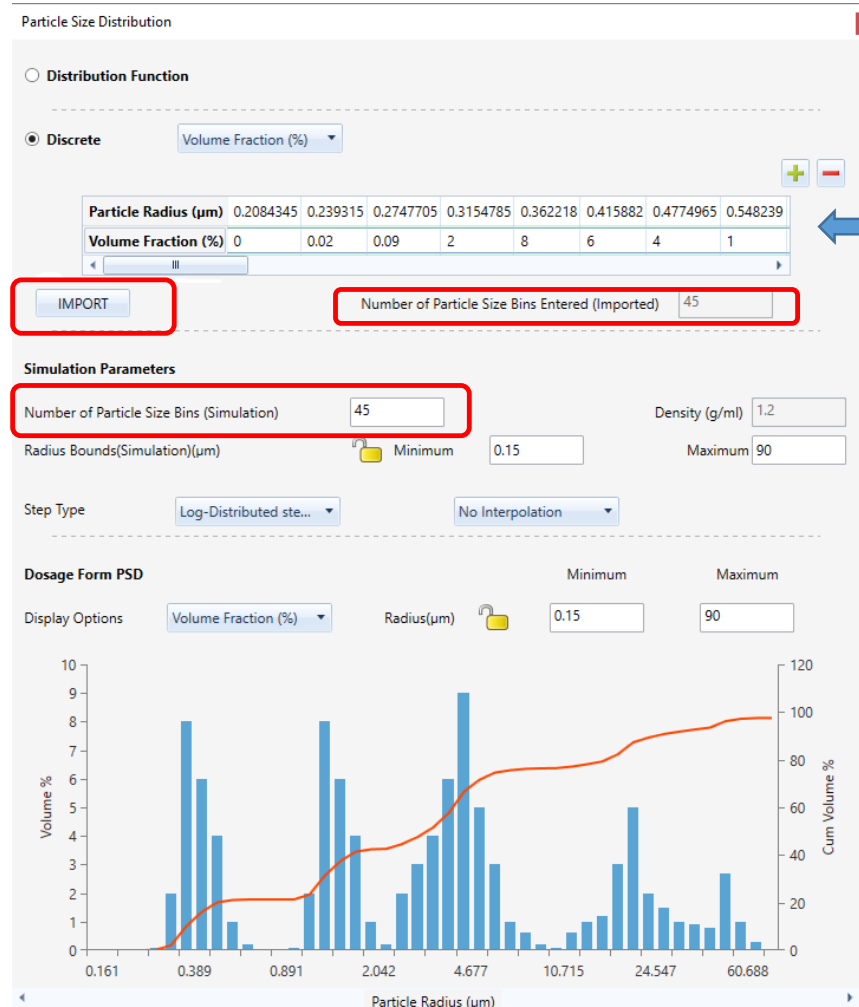 Particle Size Distribution
Distribution Function
Discrete Volume Fraction (%)
Particle Radius (µm) 0.2084345 0.239315 0.2747705 0.3154785 0.362218 0.415882 0.4774965 0.548239
Volume Fraction (%) 0 0.02 0.09 2 8 6 4 1
IMPORT Number of Particle Size Bins Entered (Imported) 45
Simulation Parameters
Number of Particle Size Bins (Simulation) 45 Density (g/ml) 1.2
Radius Bounds(Simulation)(µm) Minimum 0.15 Maximum 90
Step Type Log-Distributed ste... No Interpolation
Dosage Form PSD Minimum Maximum
Display Options Volume Fraction (%) Radius(µm) 0.15 90
10 120
9
8 100
7
6 80
5 60
4
3 40
2 20
1
0 0
Volume %
Cum Volume %
0.161 0.389 0.891 2.042 4.677 10.715 24.547 60.688
Particle Radius (µm)